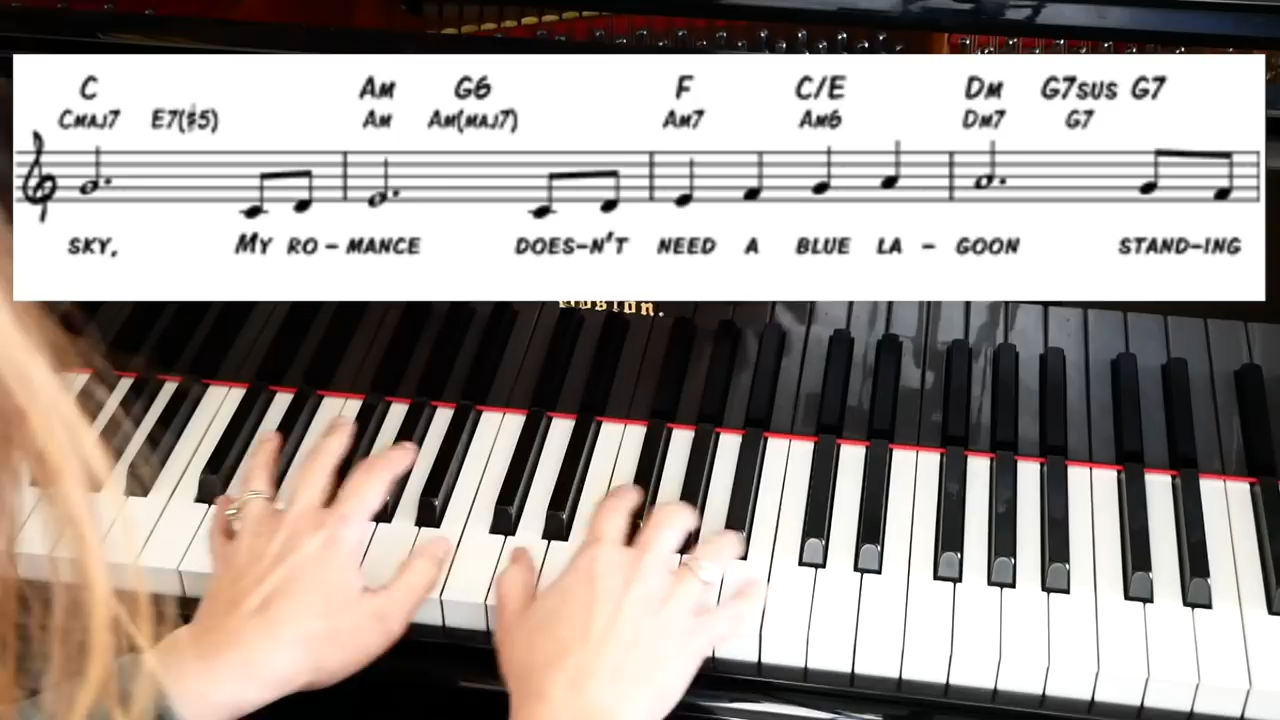 C Am G6 F C/E Dm G7sus G7
Cmaj7 E7(♯5) Am Am(maj7) Am7 Am6 Dm7 G7
SKY, MY RO - MANCE DOES-N'T NEED A BLUE LA - GOON STAND-ING
Boston.